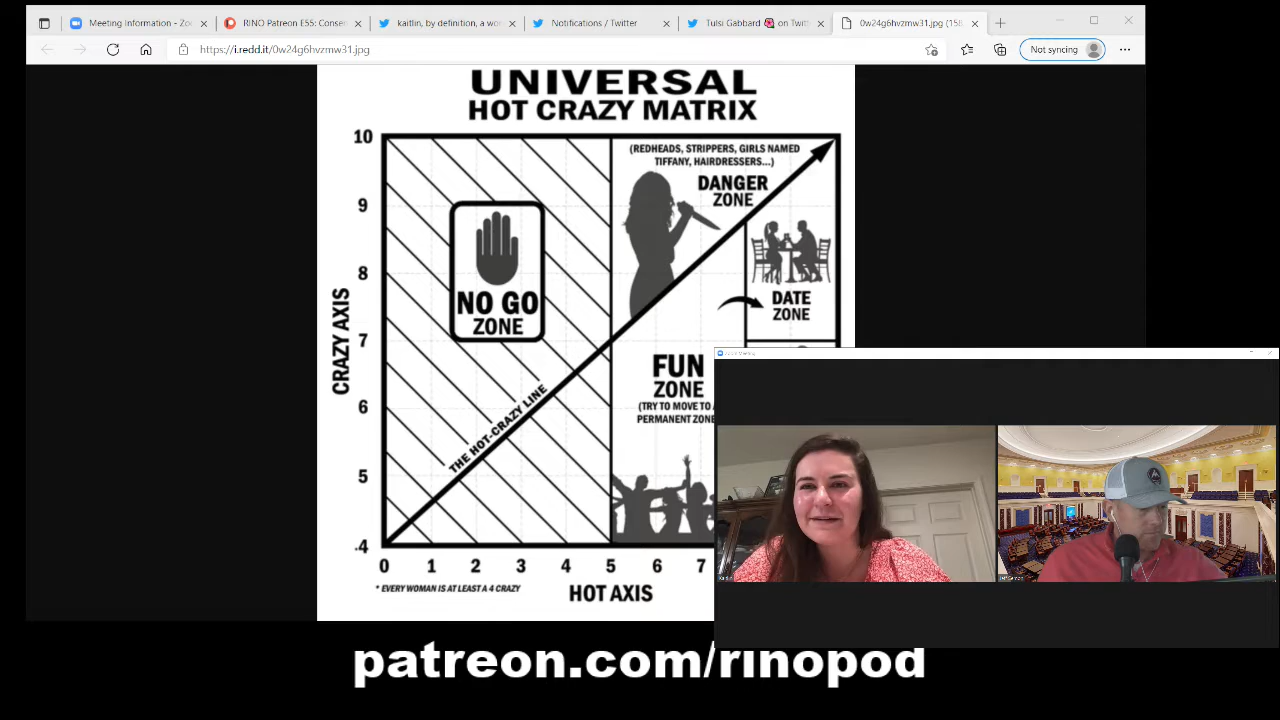 Meeting Information - Zo
RINO Patreon E55: Conse
kaitlin, by definition, a wo
Notifications / Twitter
Tulsi Gabbard 🌺 on Twit
0w24g6hvzmw31.jpg (158
https://i.redd.it/0w24g6hvzmw31.jpg
Not syncing
UNIVERSAL
HOT CRAZY MATRIX
10
9
8
7
6
5
.4
CRAZY AXIS
(REDHEADS, STRIPPERS, GIRLS NAMED
TIFFANY, HAIRDRESSERS...)
DANGER
ZONE
NO GO
ZONE
DATE
ZONE
FUN
ZONE
(TRY TO MOVE TO A
PERMANENT ZONE
THE HOT-CRAZY LINE
0 1 2 3 4 5 6 7
* EVERY WOMAN IS AT LEAST A 4 CRAZY
HOT AXIS
patreon.com/rinopod